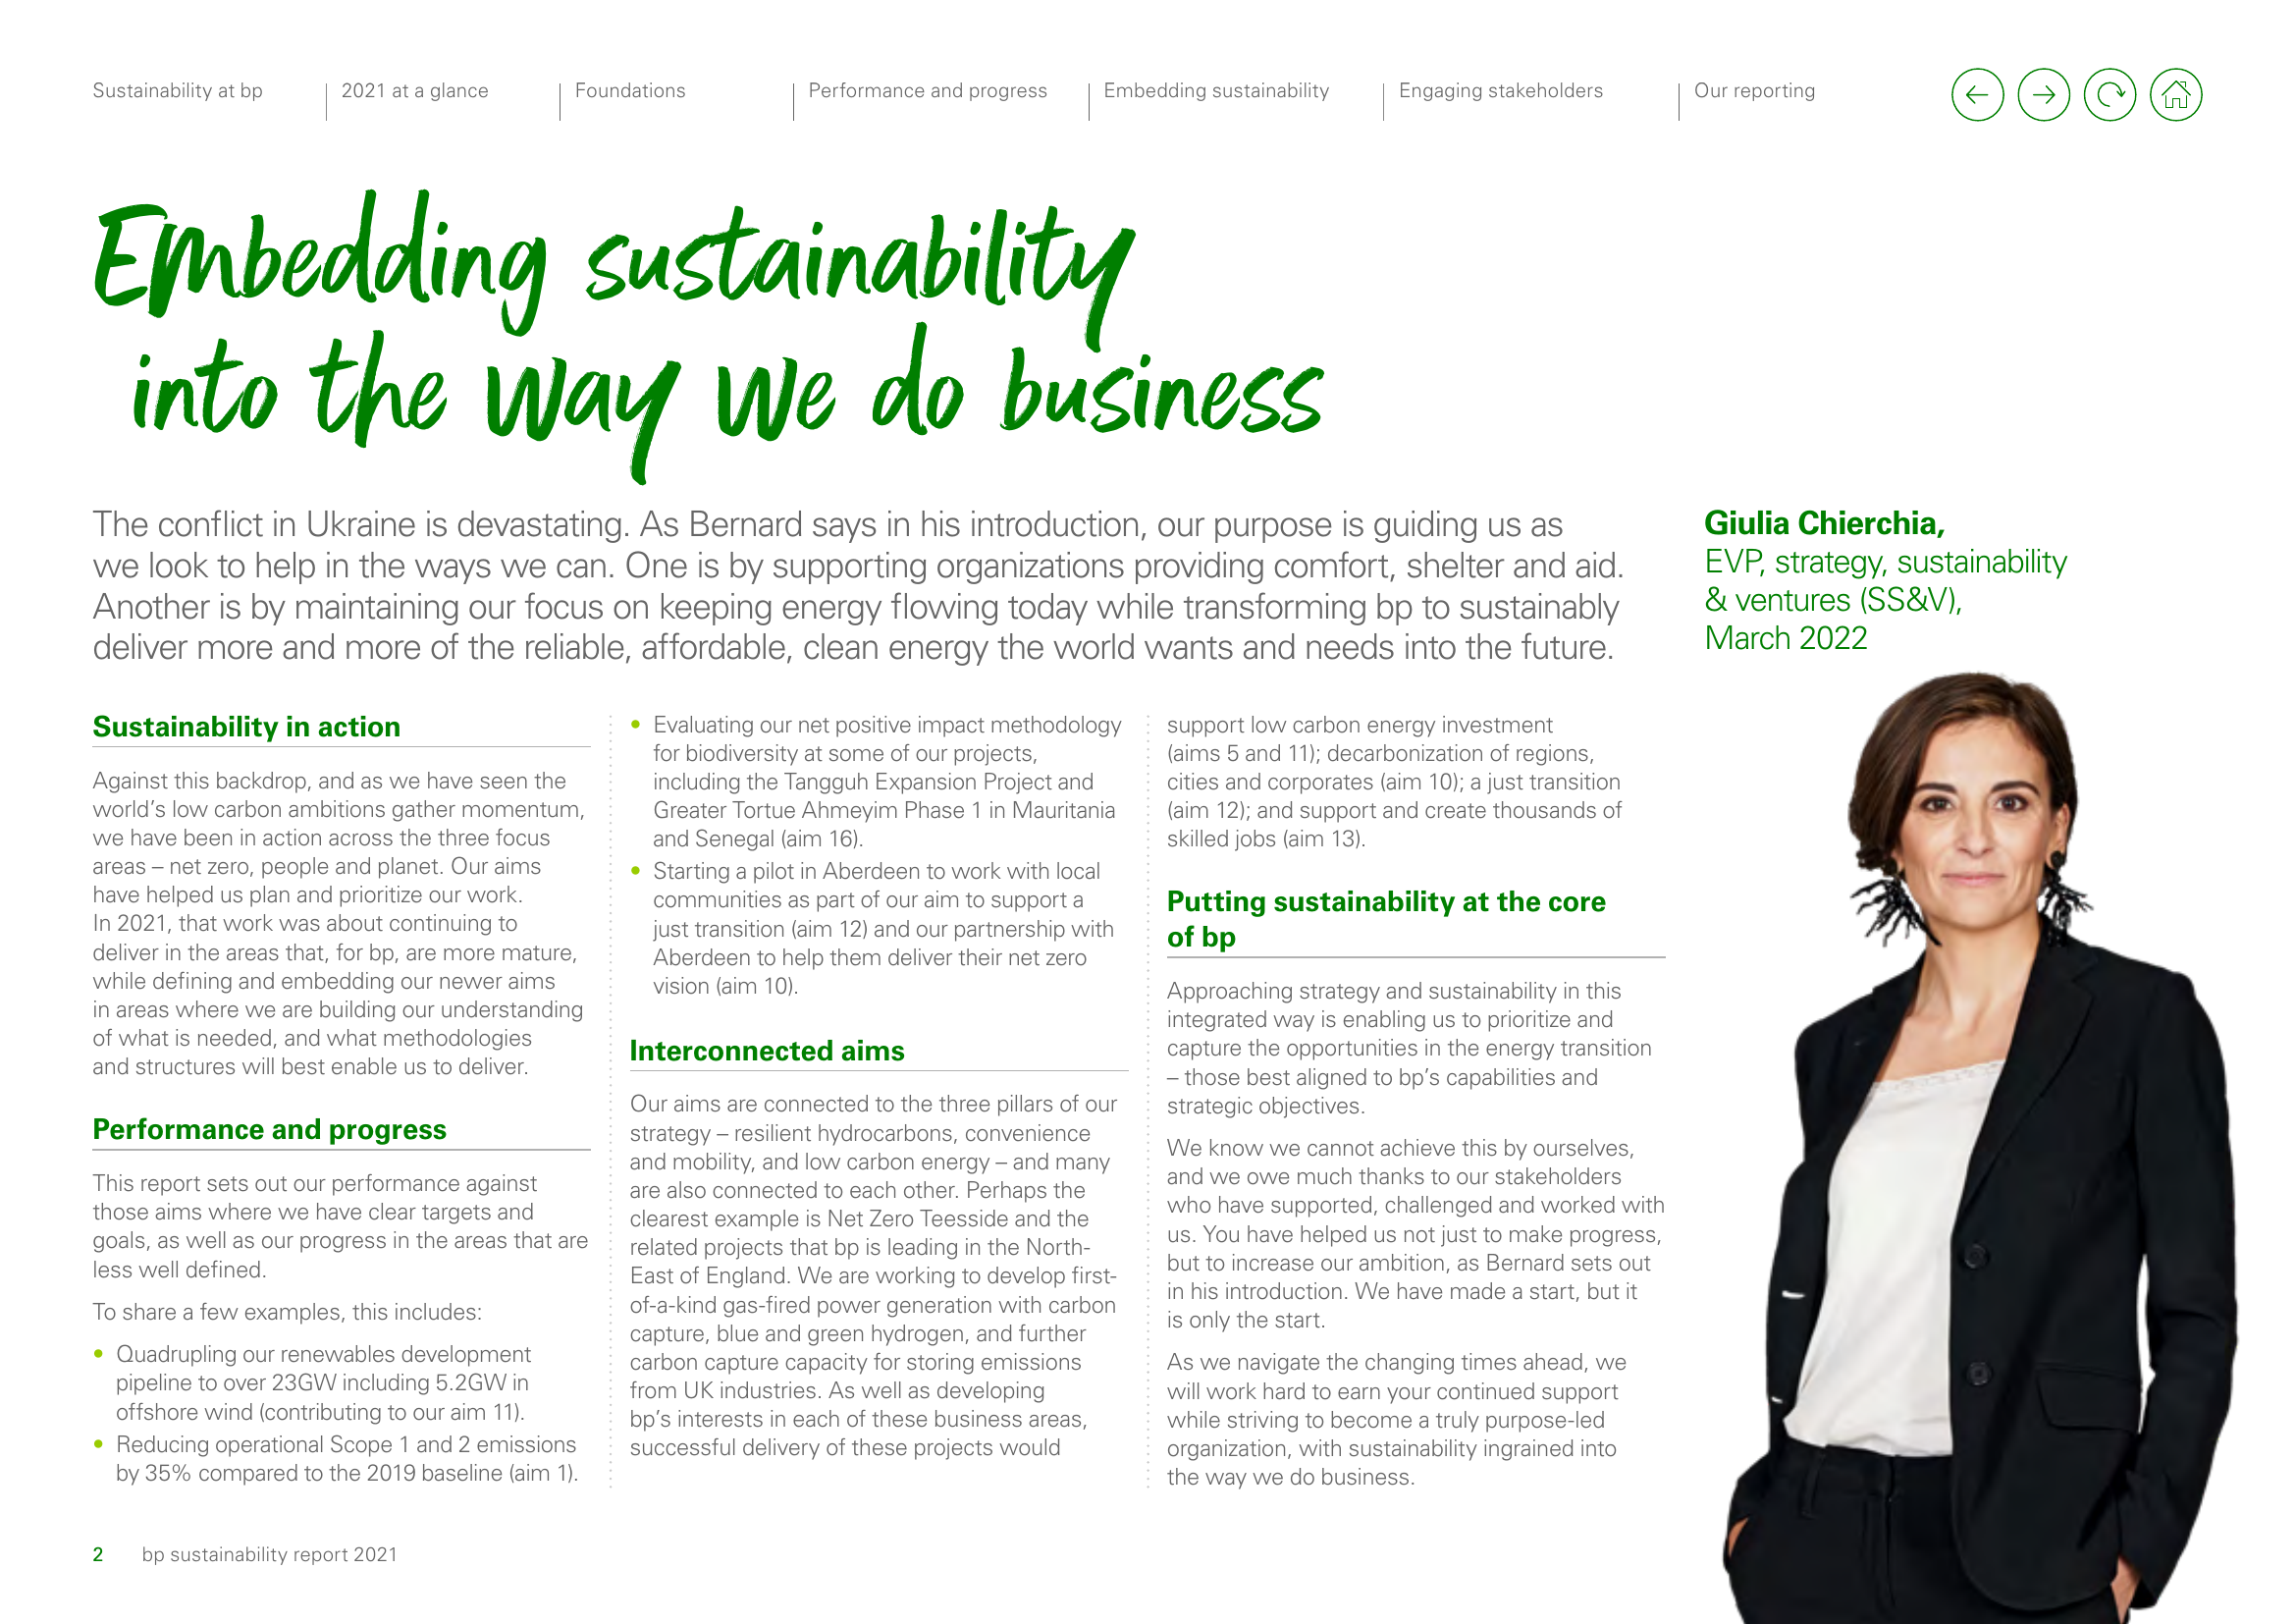 Sustainability at bp
2021 at a glance
Foundations
Performance and progress
Embedding sustainability
Engaging stakeholders
Our reporting
Embedding sustainability
into the way we do business
The conflict in Ukraine is devastating. As Bernard says in his introduction, our purpose is guiding us as
we look to help in the ways we can. One is by supporting organizations providing comfort, shelter and aid.
Another is by maintaining our focus on keeping energy flowing today while transforming bp to sustainably
deliver more and more of the reliable, affordable, clean energy the world wants and needs into the future.
Giulia Chierchia,
EVP, strategy, sustainability
& ventures (SS&V),
March 2022
Sustainability in action
Against this backdrop, and as we have seen the
world's low carbon ambitions gather momentum,
we have been in action across the three focus
areas – net zero, people and planet. Our aims
have helped us plan and prioritize our work.
In 2021, that work was about continuing to
deliver in the areas that, for bp, are more mature,
while defining and embedding our newer aims
in areas where we are building our understanding
of what is needed, and what methodologies
and structures will best enable us to deliver.
Performance and progress
This report sets out our performance against
those aims where we have clear targets and
goals, as well as our progress in the areas that are
less well defined.
To share a few examples, this includes:
• Quadrupling our renewables development
pipeline to over 23GW including 5.2GW in
offshore wind (contributing to our aim 11).
• Reducing operational Scope 1 and 2 emissions
by 35% compared to the 2019 baseline (aim 1).
• Evaluating our net positive impact methodology
for biodiversity at some of our projects,
including the Tangguh Expansion Project and
Greater Tortue Ahmeyim Phase 1 in Mauritania
and Senegal (aim 16).
• Starting a pilot in Aberdeen to work with local
communities as part of our aim to support a
just transition (aim 12) and our partnership with
Aberdeen to help them deliver their net zero
vision (aim 10).
Interconnected aims
Our aims are connected to the three pillars of our
strategy – resilient hydrocarbons, convenience
and mobility, and low carbon energy – and many
are also connected to each other. Perhaps the
clearest example is Net Zero Teesside and the
related projects that bp is leading in the North-
East of England. We are working to develop first-
of-a-kind gas-fired power generation with carbon
capture, blue and green hydrogen, and further
carbon capture capacity for storing emissions
from UK industries. As well as developing
bp's interests in each of these business areas,
successful delivery of these projects would
support low carbon energy investment
(aims 5 and 11); decarbonization of regions,
cities and corporates (aim 10); a just transition
(aim 12); and support and create thousands of
skilled jobs (aim 13).
Putting sustainability at the core
of bp
Approaching strategy and sustainability in this
integrated way is enabling us to prioritize and
capture the opportunities in the energy transition
– those best aligned to bp's capabilities and
strategic objectives.
We know we cannot achieve this by ourselves,
and we owe much thanks to our stakeholders
who have supported, challenged and worked with
us. You have helped us not just to make progress,
but to increase our ambition, as Bernard sets out
in his introduction. We have made a start, but it
is only the start.
As we navigate the changing times ahead, we
will work hard to earn your continued support
while striving to become a truly purpose-led
organization, with sustainability ingrained into
the way we do business.
2 bp sustainability report 2021